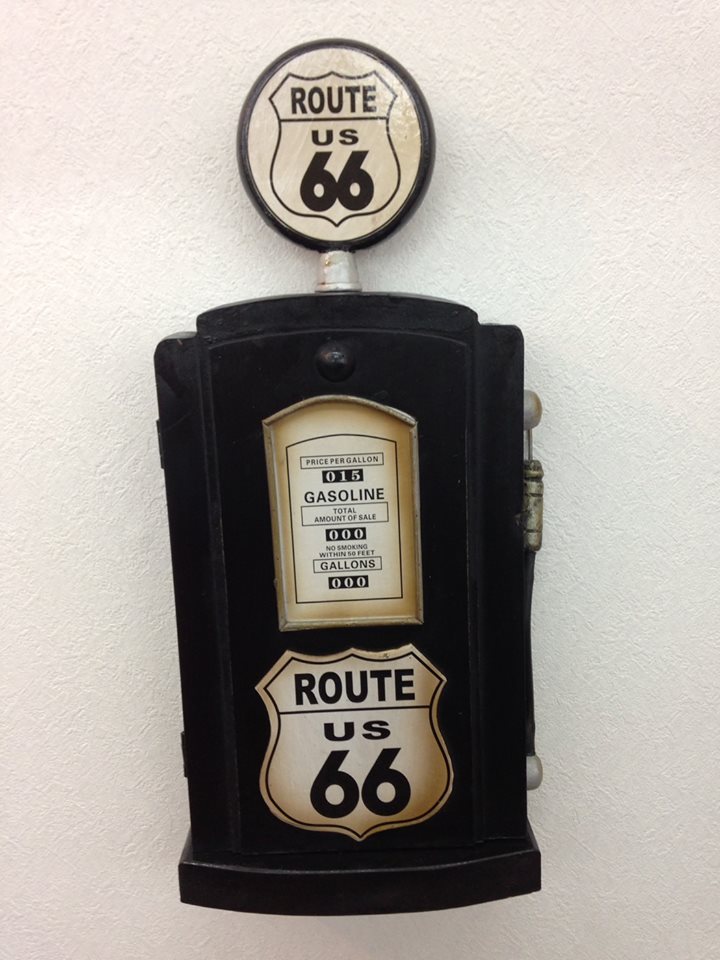 ROUTE
US
66
PRICE PER GALLON
015
GASOLINE
TOTAL
AMOUNT OF SALE
000
NO SMOKING
WITHIN 50 FEET
GALLONS
000
ROUTE
US
66